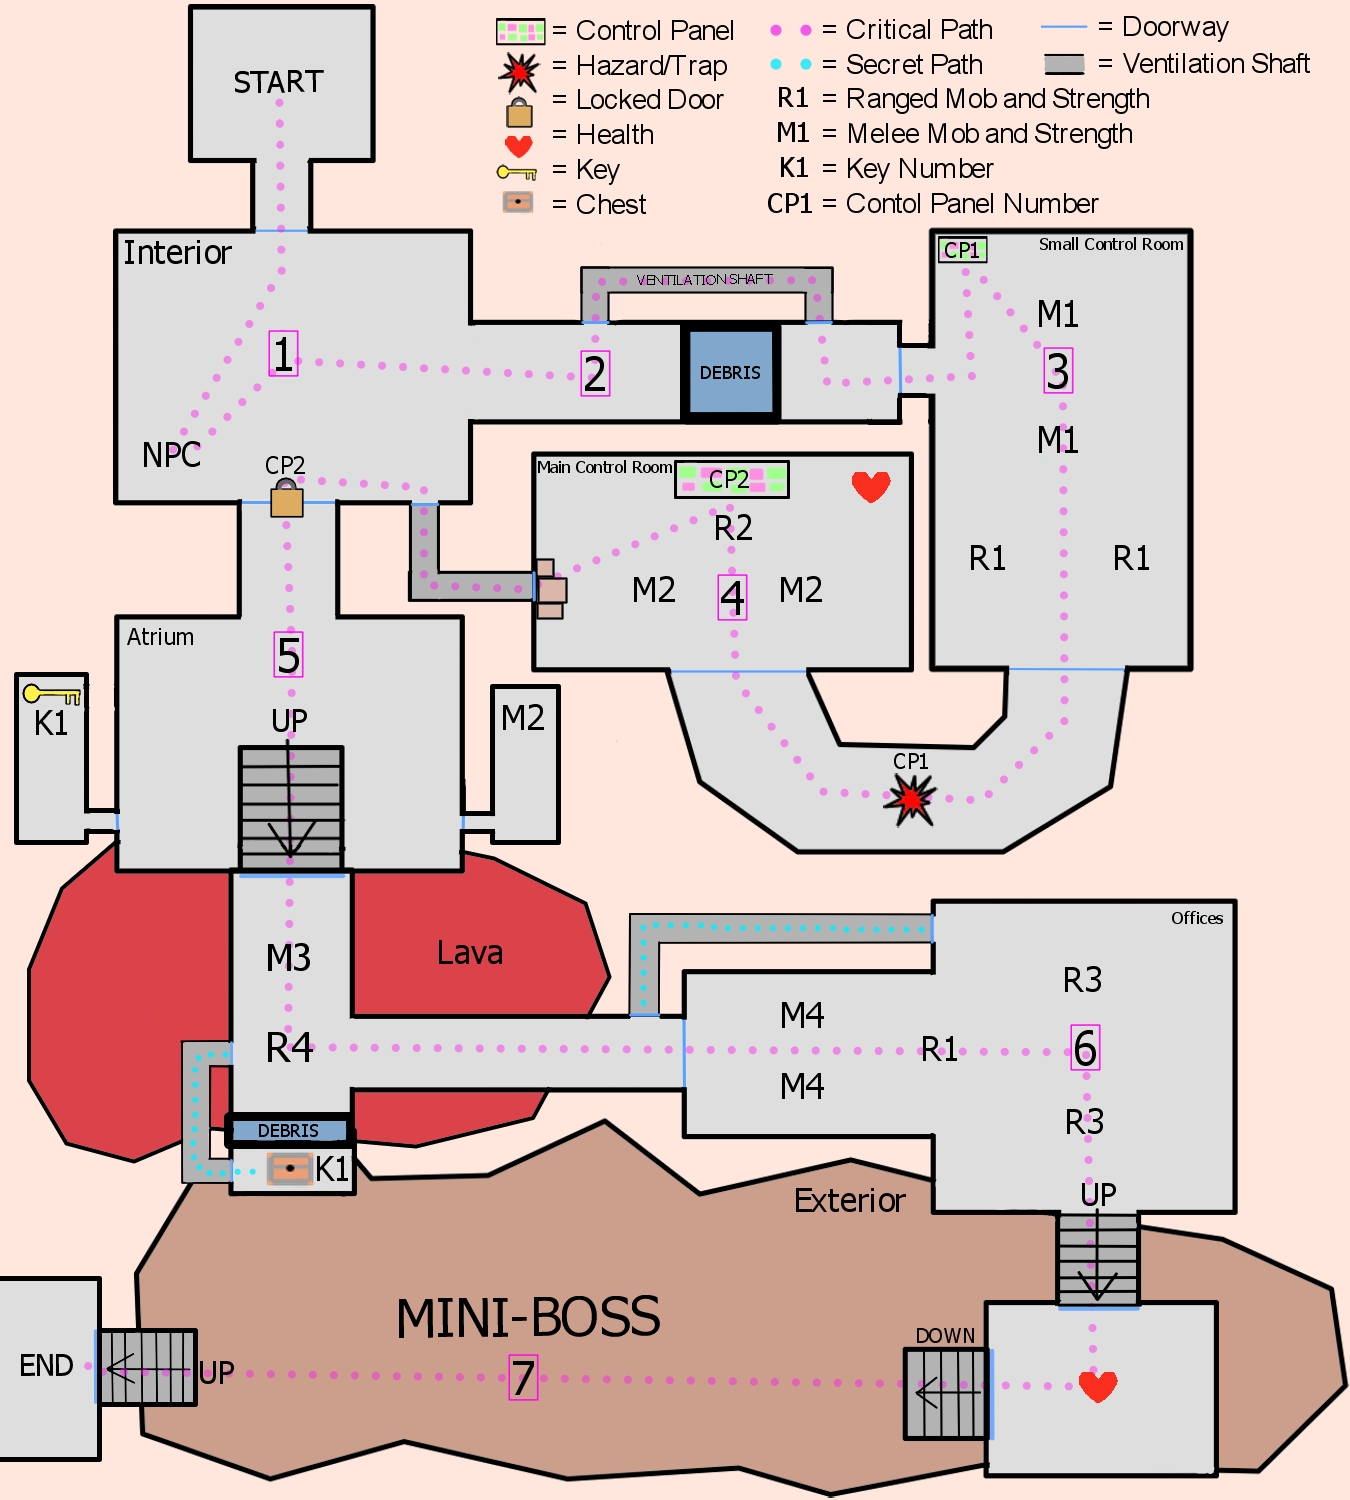 START
= Control Panel
= Hazard/Trap
= Locked Door
= Health
= Key
= Chest
= Critical Path
= Secret Path
R1 = Ranged Mob and Strength
M1 = Melee Mob and Strength
K1 = Key Number
CP1 = Contol Panel Number
= Doorway
= Ventilation Shaft
Interior
1
NPC
CP2
VENTILATION SHAFT
2
DEBRIS
CP1
Small Control Room
M1
3
M1
R1
R1
Main Control Room
CP2
R2
M2
4
M2
CP1
Atrium
5
UP
K1
M2
M3
Lava
R4
DEBRIS
K1
Offices
R3
M4
R1
6
M4
R3
UP
Exterior
MINI-BOSS
7
DOWN
UP
END